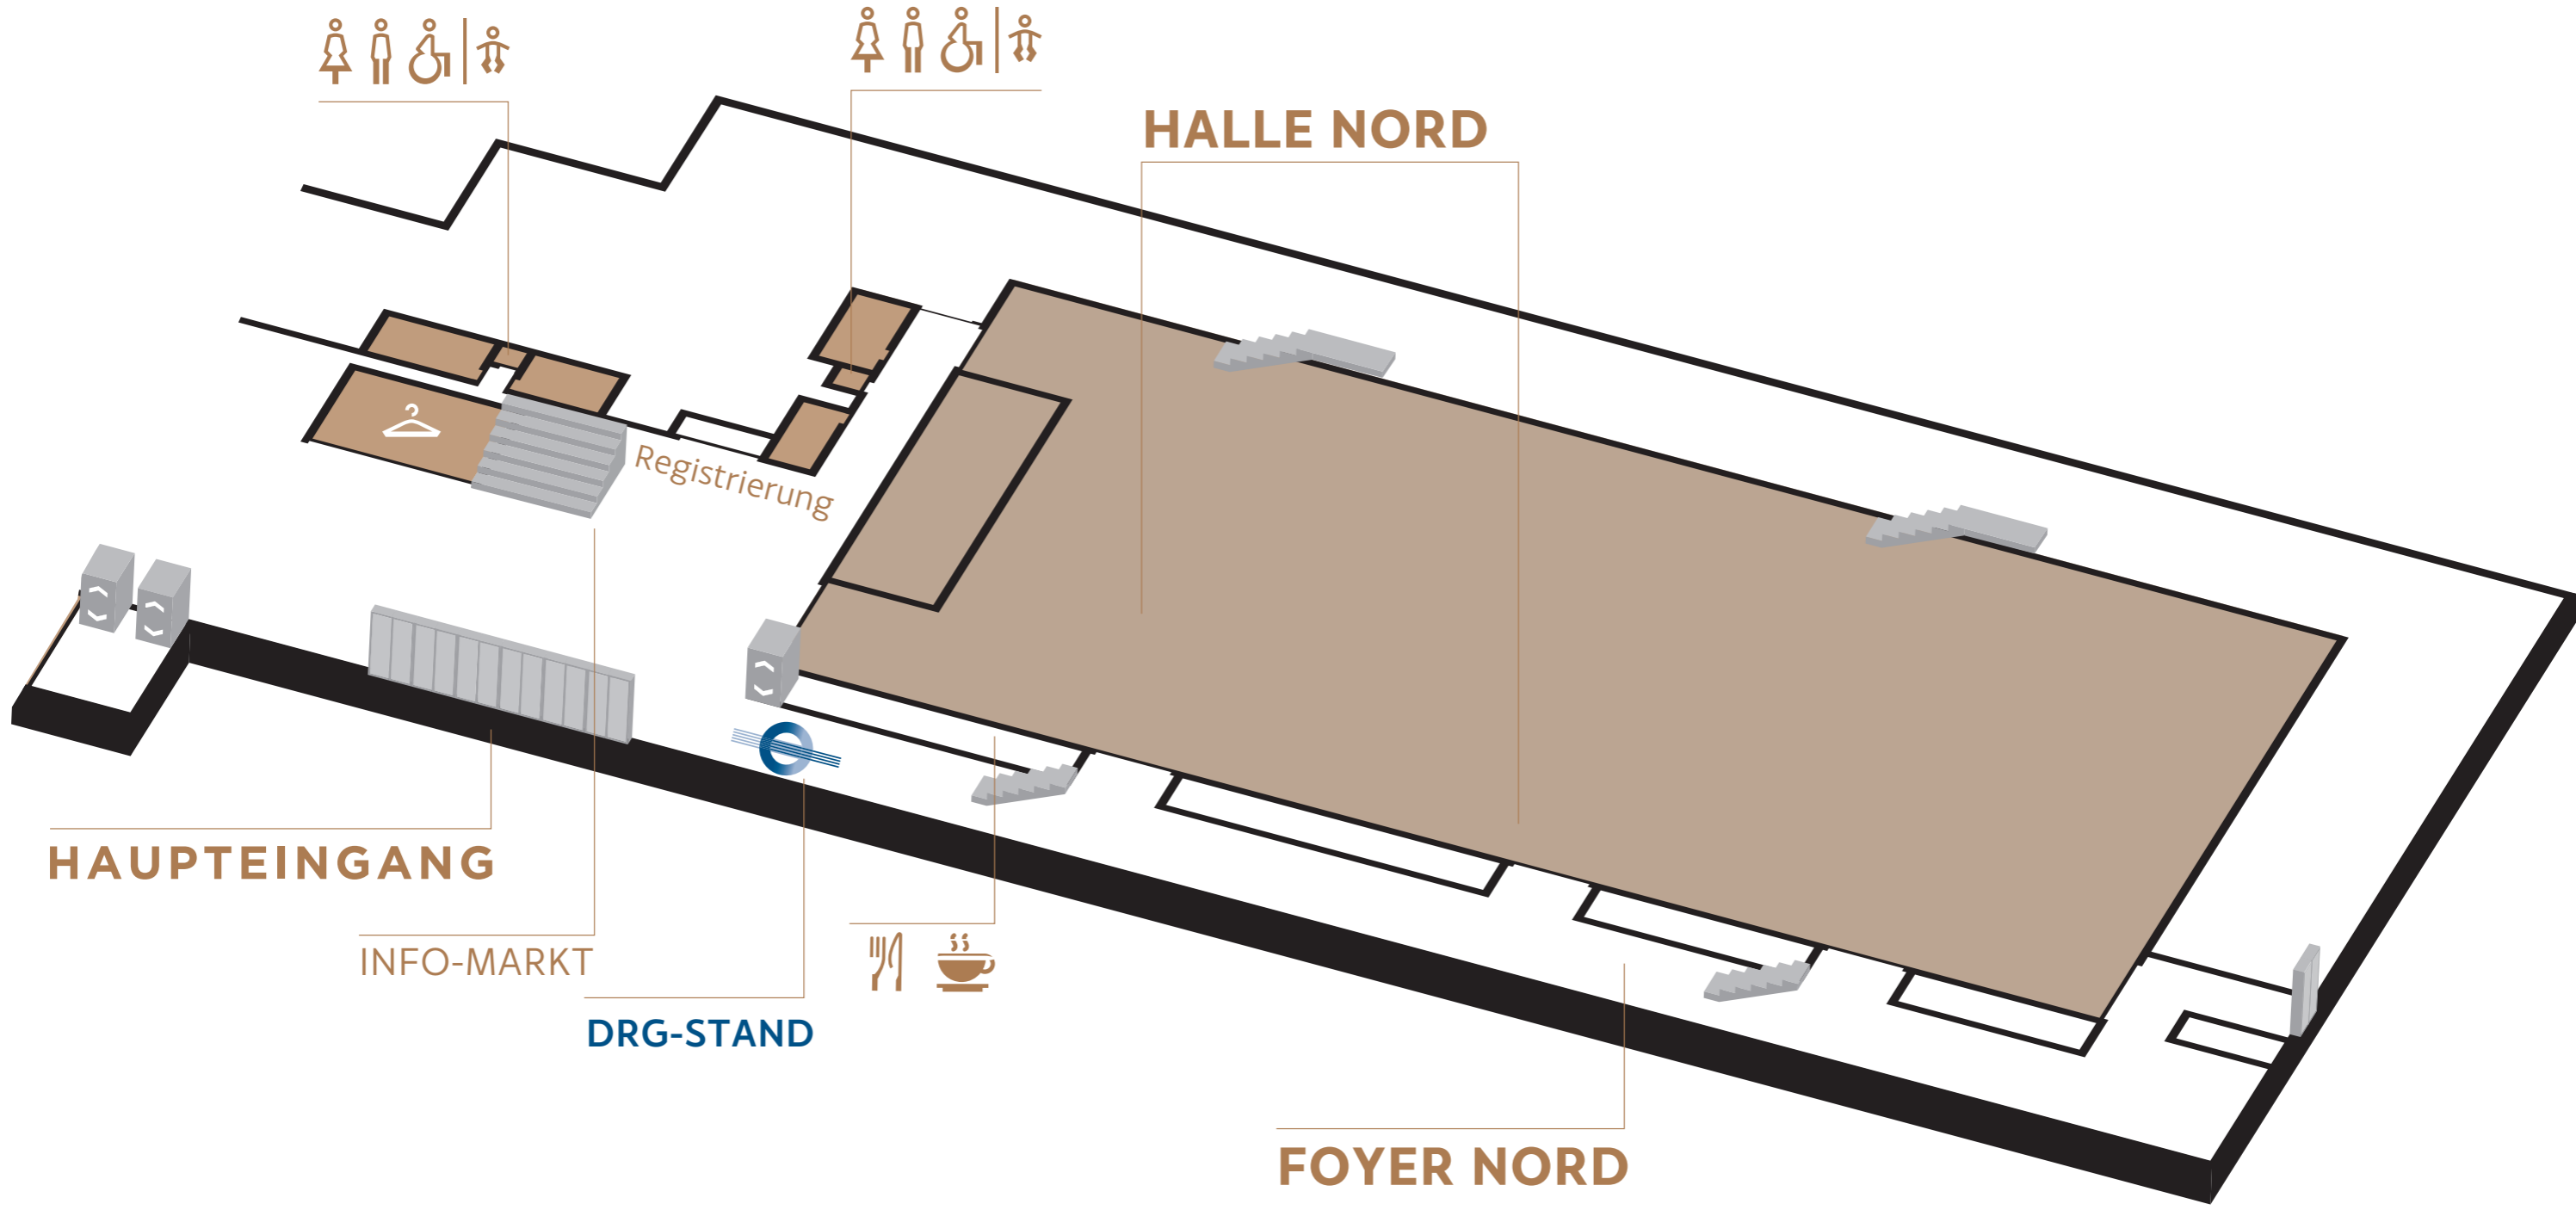 HALLE NORD
Registrierung
HAUPTEINGANG
INFO-MARKT
DRG-STAND
FOYER NORD